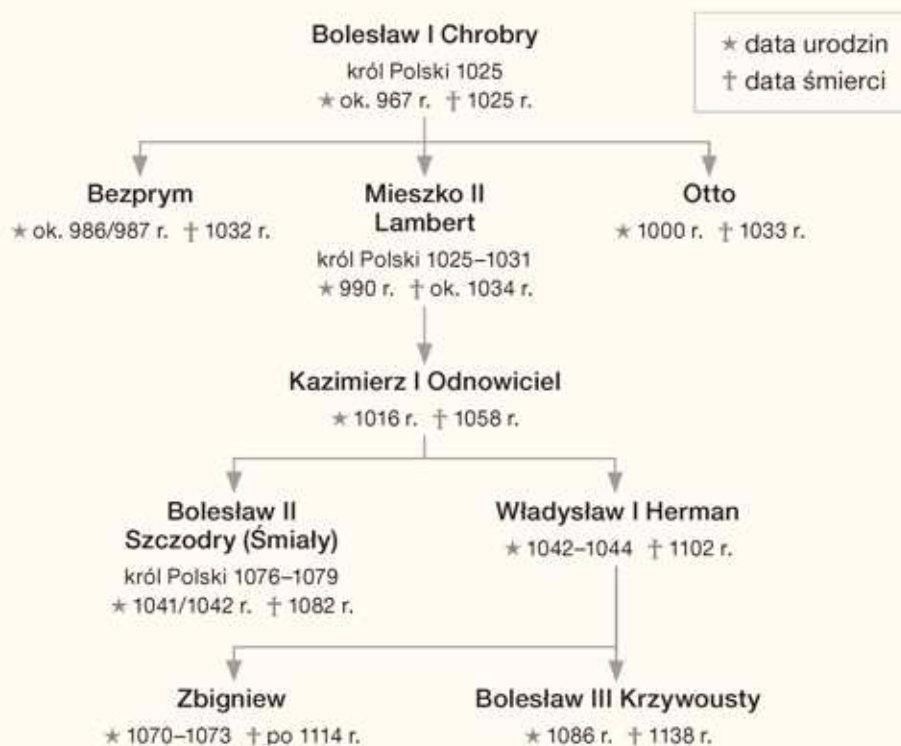 Bolesław I Chrobry
król Polski 1025
★ ok. 967 r. † 1025 r.
★ data urodzin
† data śmierci
Bezprym
★ ok. 986/987 r. † 1032 r.
Mieszko II
Lambert
król Polski 1025–1031
★ 990 r. † ok. 1034 r.
Otto
★ 1000 r. † 1033 r.
Kazimierz I Odnowiciel
★ 1016 r. † 1058 r.
Bolesław II
Szczodry (Śmiały)
król Polski 1076–1079
★ 1041/1042 r. † 1082 r.
Władysław I Herman
★ 1042–1044 † 1102 r.
Zbigniew
★ 1070–1073 † po 1114 r.
Bolesław III Krzywousty
★ 1086 r. † 1138 r.